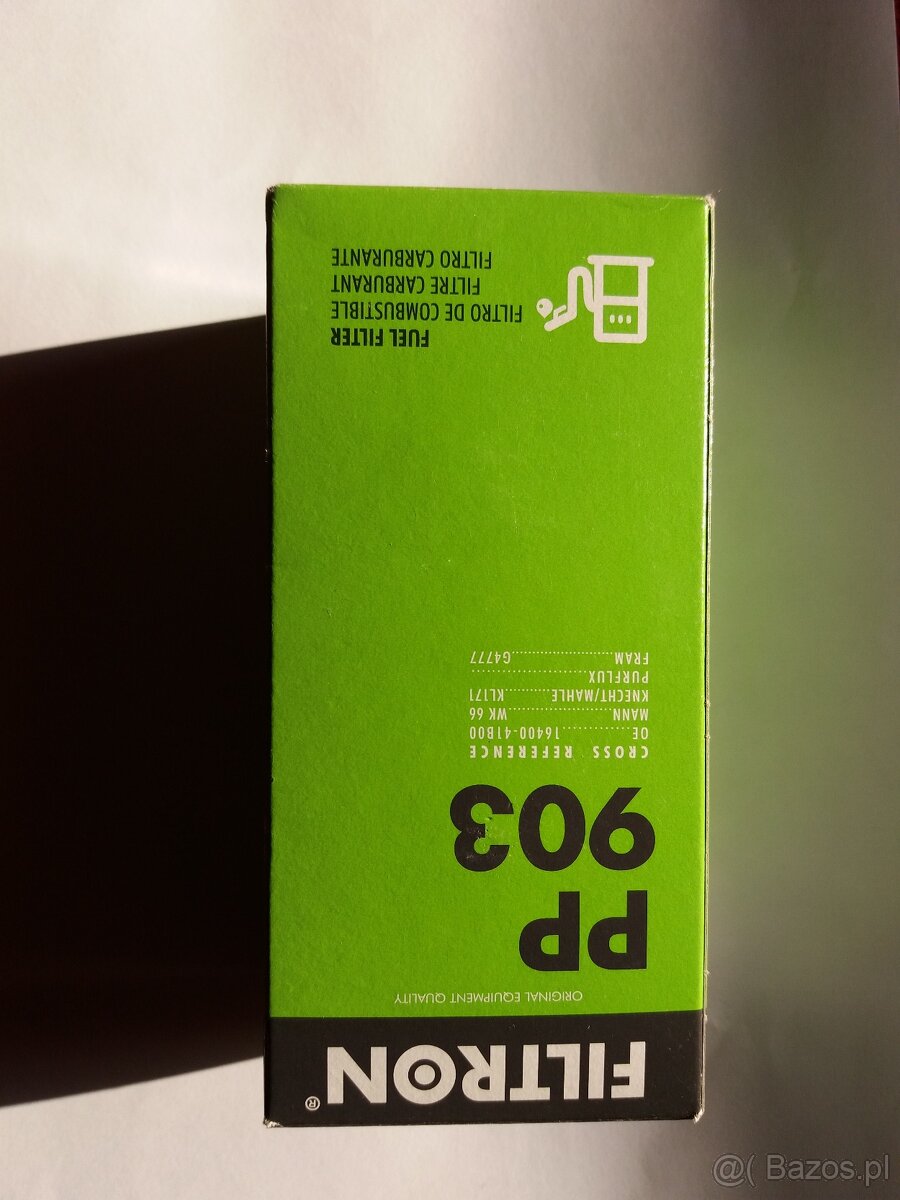 FILTRON®
ORIGINAL EQUIPMENT QUALITY
PP
903
CROSS REFERENCE
OE..............16400-41B00
MANN..................WK 66
KNECHT/MAHLE..........KL171
PURFLUX....................
FRAM....................G4777
FUEL FILTER
FILTRO DE COMBUSTIBLE
FILTRE CARBURANT
FILTRO CARBURANTE
@( Bazos.pl